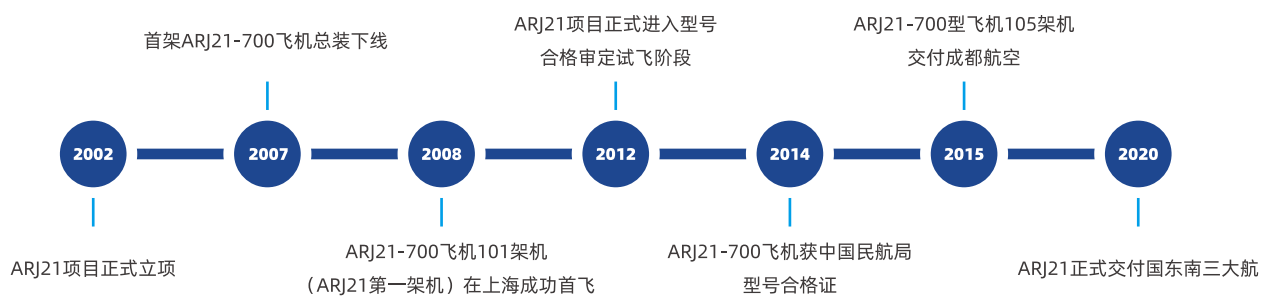 首架ARJ21-700飞机总装下线
ARJ21项目正式进入型号
合格审定试飞阶段
ARJ21-700型飞机105架机
交付成都航空
2002
2007
2008
2012
2014
2015
2020
ARJ21项目正式立项
ARJ21-700飞机101架机
（ARJ21第一架机）在上海成功首飞
ARJ21-700飞机获中国民航局
型号合格证
ARJ21正式交付国东南三大航